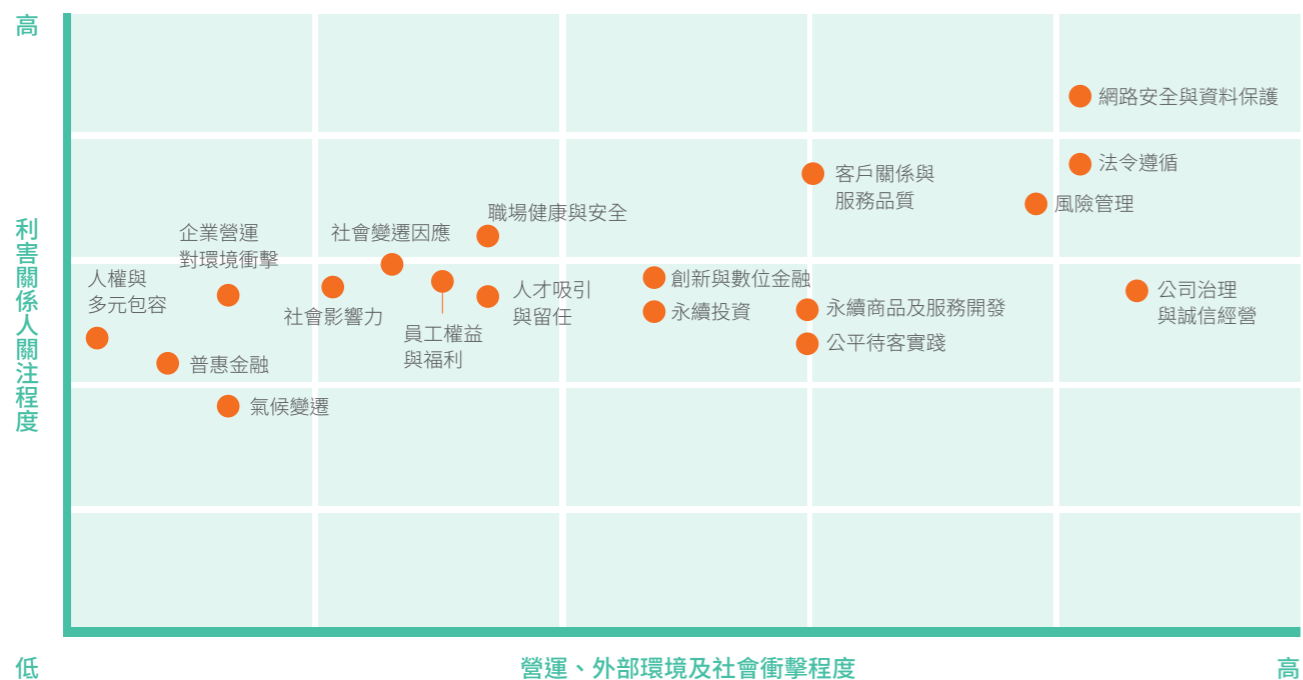 高
利害關係人關注程度
網路安全與資料保護
法令遵循
客戶關係與
服務品質
風險管理
職場健康與安全
企業營運
對環境衝擊
社會變遷因應
人權與
多元包容
創新與數位金融
人才吸引
與留任
公司治理
與誠信經營
永續投資
永續商品及服務開發
社會影響力
員工權益
與福利
公平待客實踐
普惠金融
氣候變遷
低
營運、外部環境及社會衝擊程度
高